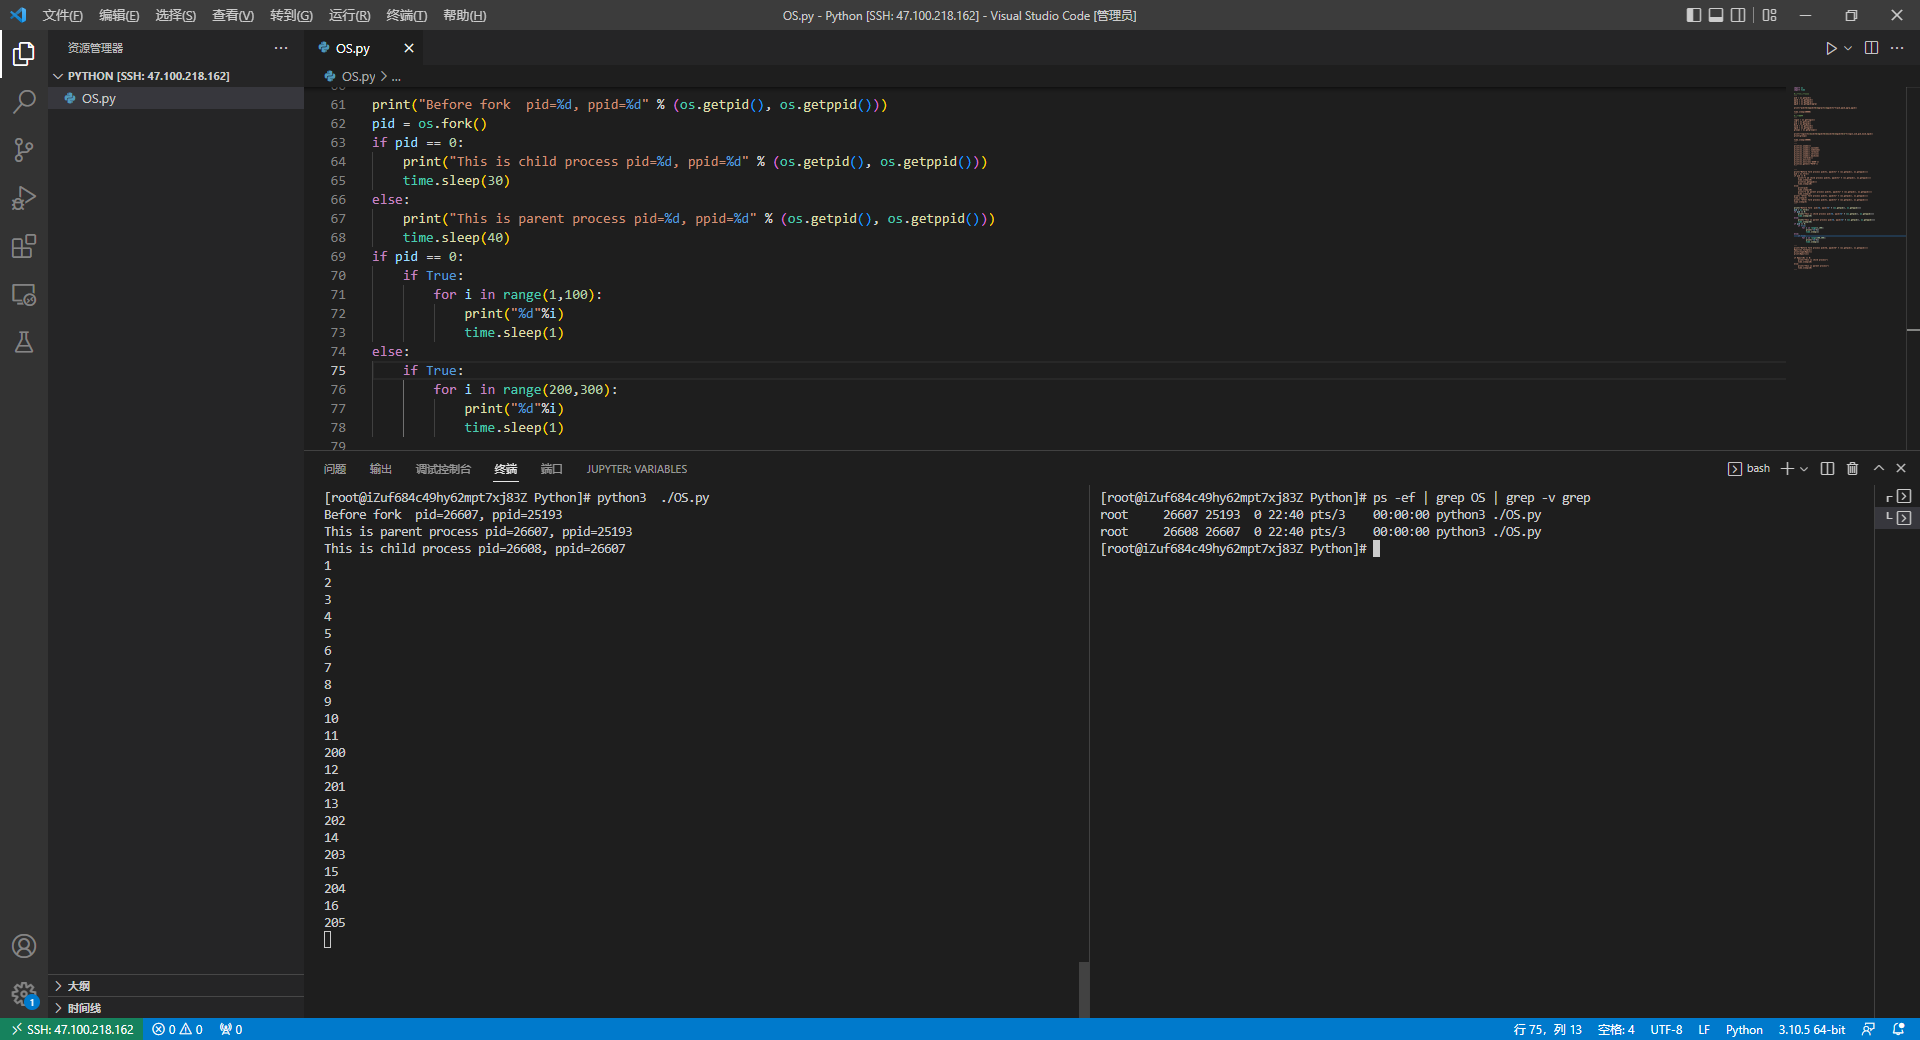 文件(F) 编辑(E) 选择(S) 查看(V) 转到(G) 运行(R) 终端(T) 帮助(H)
OS.py - Python [SSH: 47.100.218.162] - Visual Studio Code [管理员]
资源管理器
PYTHON [SSH: 47.100.218.162]
OS.py
OS.py
OS.py > ...
61 print("Before fork  pid=%d, ppid=%d" % (os.getpid(), os.getppid()))
62 pid = os.fork()
63 if pid == 0:
64     print("This is child process pid=%d, ppid=%d" % (os.getpid(), os.getppid()))
65     time.sleep(30)
66 else:
67     print("This is parent process pid=%d, ppid=%d" % (os.getpid(), os.getppid()))
68     time.sleep(40)
69 if pid == 0:
70     if True:
71         for i in range(1,100):
72             print("%d"%i)
73             time.sleep(1)
74 else:
75     if True:
76         for i in range(200,300):
77             print("%d"%i)
78             time.sleep(1)
79
问题 输出 调试控制台 终端 端口 JUPYTER: VARIABLES
bash
[root@iZuf684c49hy62mpt7xj83Z Python]# python3  ./OS.py
Before fork  pid=26607, ppid=25193
This is parent process pid=26607, ppid=25193
This is child process pid=26608, ppid=26607
1
2
3
4
5
6
7
8
9
10
11
200
12
201
13
202
14
203
15
204
16
205
[root@iZuf684c49hy62mpt7xj83Z Python]# ps -ef | grep OS | grep -v grep
root     26607 25193  0 22:40 pts/3    00:00:00 python3 ./OS.py
root     26608 26607  0 22:40 pts/3    00:00:00 python3 ./OS.py
[root@iZuf684c49hy62mpt7xj83Z Python]#
大纲
时间线
1
SSH: 47.100.218.162 0 0 0
行 75，列 13 空格: 4 UTF-8 LF Python 3.10.5 64-bit